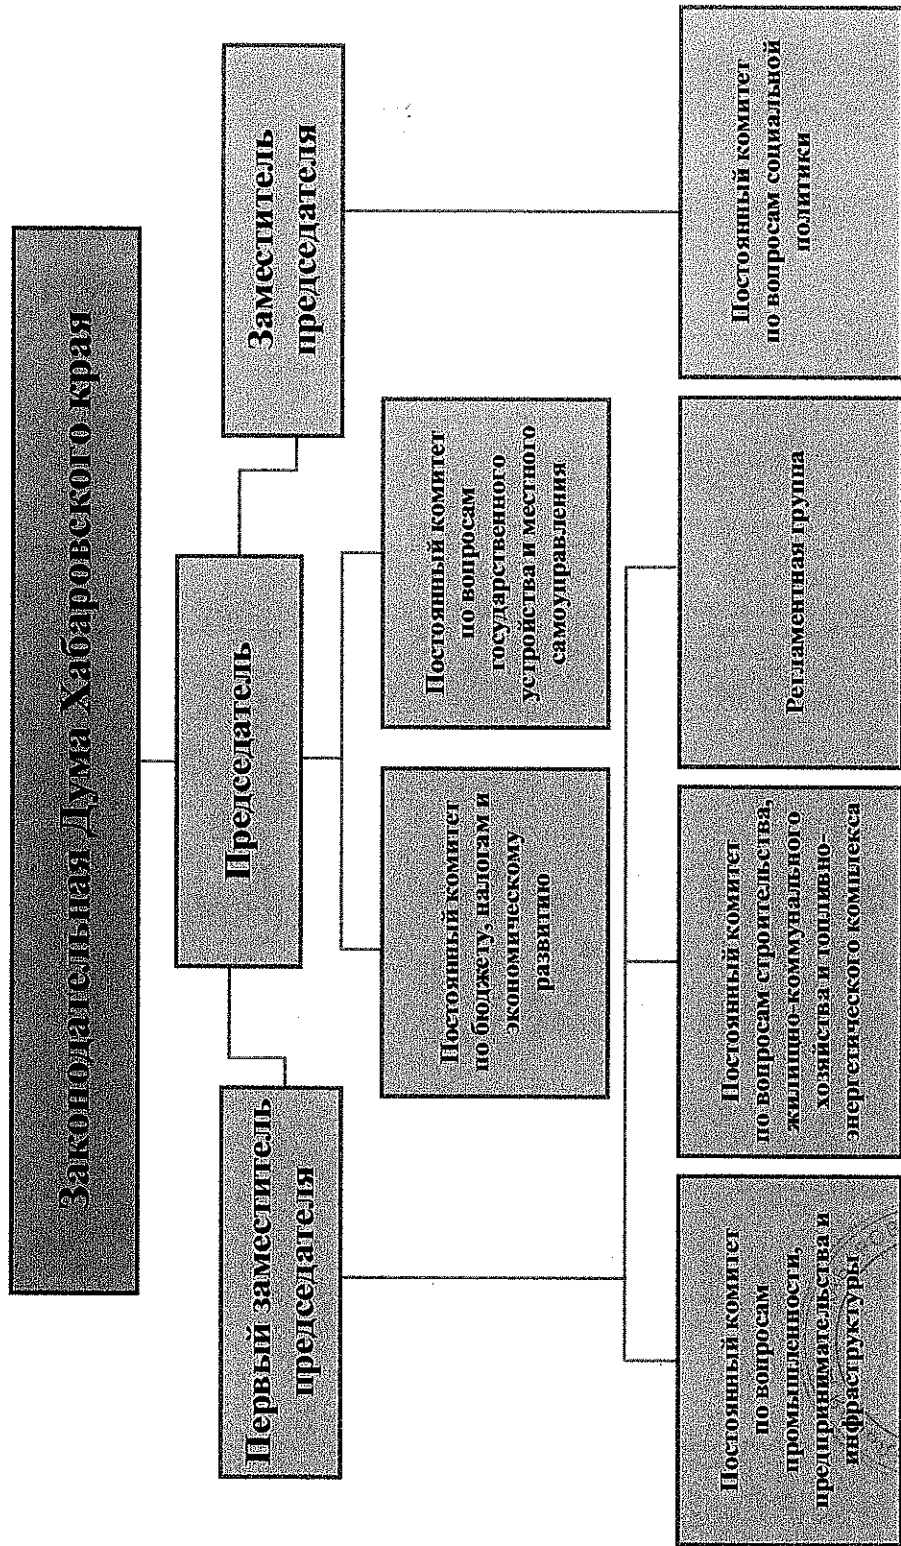 Законодательная Дума Хабаровского края
Председатель
Первый заместитель
председателя
Заместитель
председателя
Постоянный комитет
по бюджету, налогам и
экономическому
развитию
Постоянный комитет
по вопросам
государственного
устройства и местного
самоуправления
Постоянный комитет
по вопросам
промышленности,
предпринимательства и
инфраструктуры
Постоянный комитет
по вопросам строительства,
жилищно-коммунального
хозяйства и топливно-
энергетического комплекса
Регламентная группа
Постоянный комитет
по вопросам социальной
политики